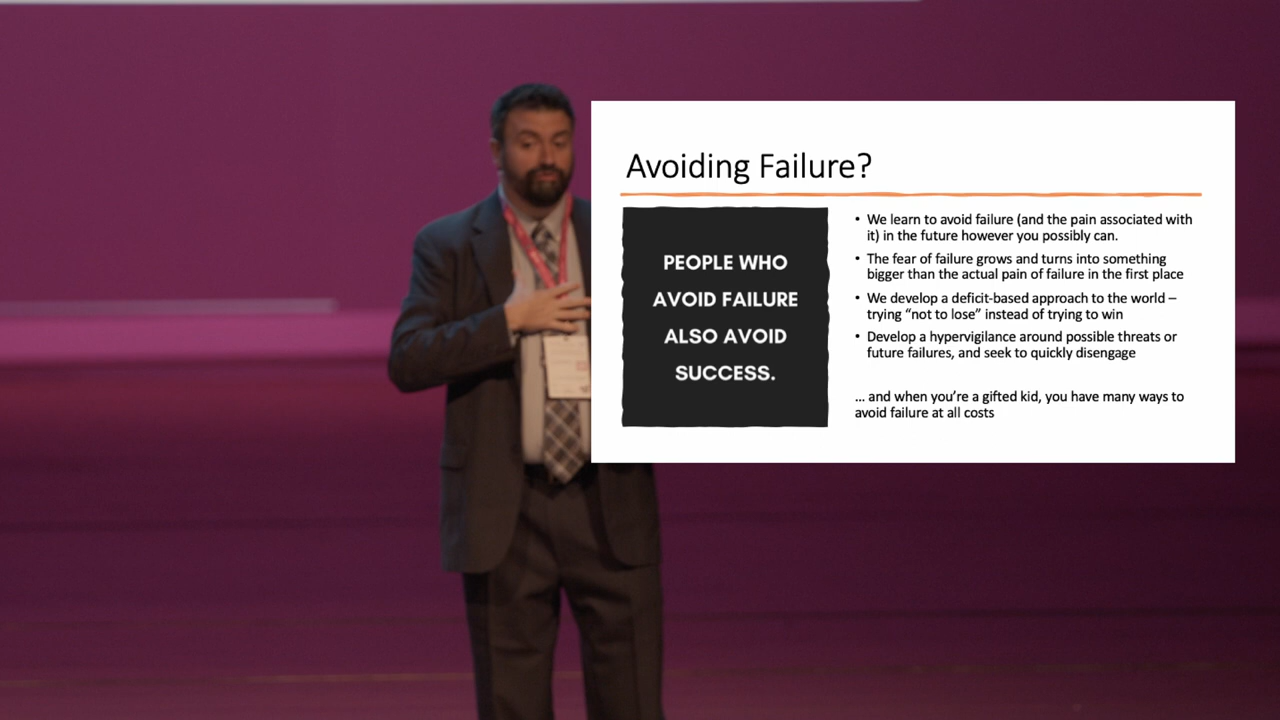 Avoiding Failure?
PEOPLE WHO
AVOID FAILURE
ALSO AVOID
SUCCESS.
• We learn to avoid failure (and the pain associated with
it) in the future however you possibly can.
• The fear of failure grows and turns into something
bigger than the actual pain of failure in the first place
• We develop a deficit-based approach to the world –
trying “not to lose” instead of trying to win
• Develop a hypervigilance around possible threats or
future failures, and seek to quickly disengage
... and when you’re a gifted kid, you have many ways to
avoid failure at all costs